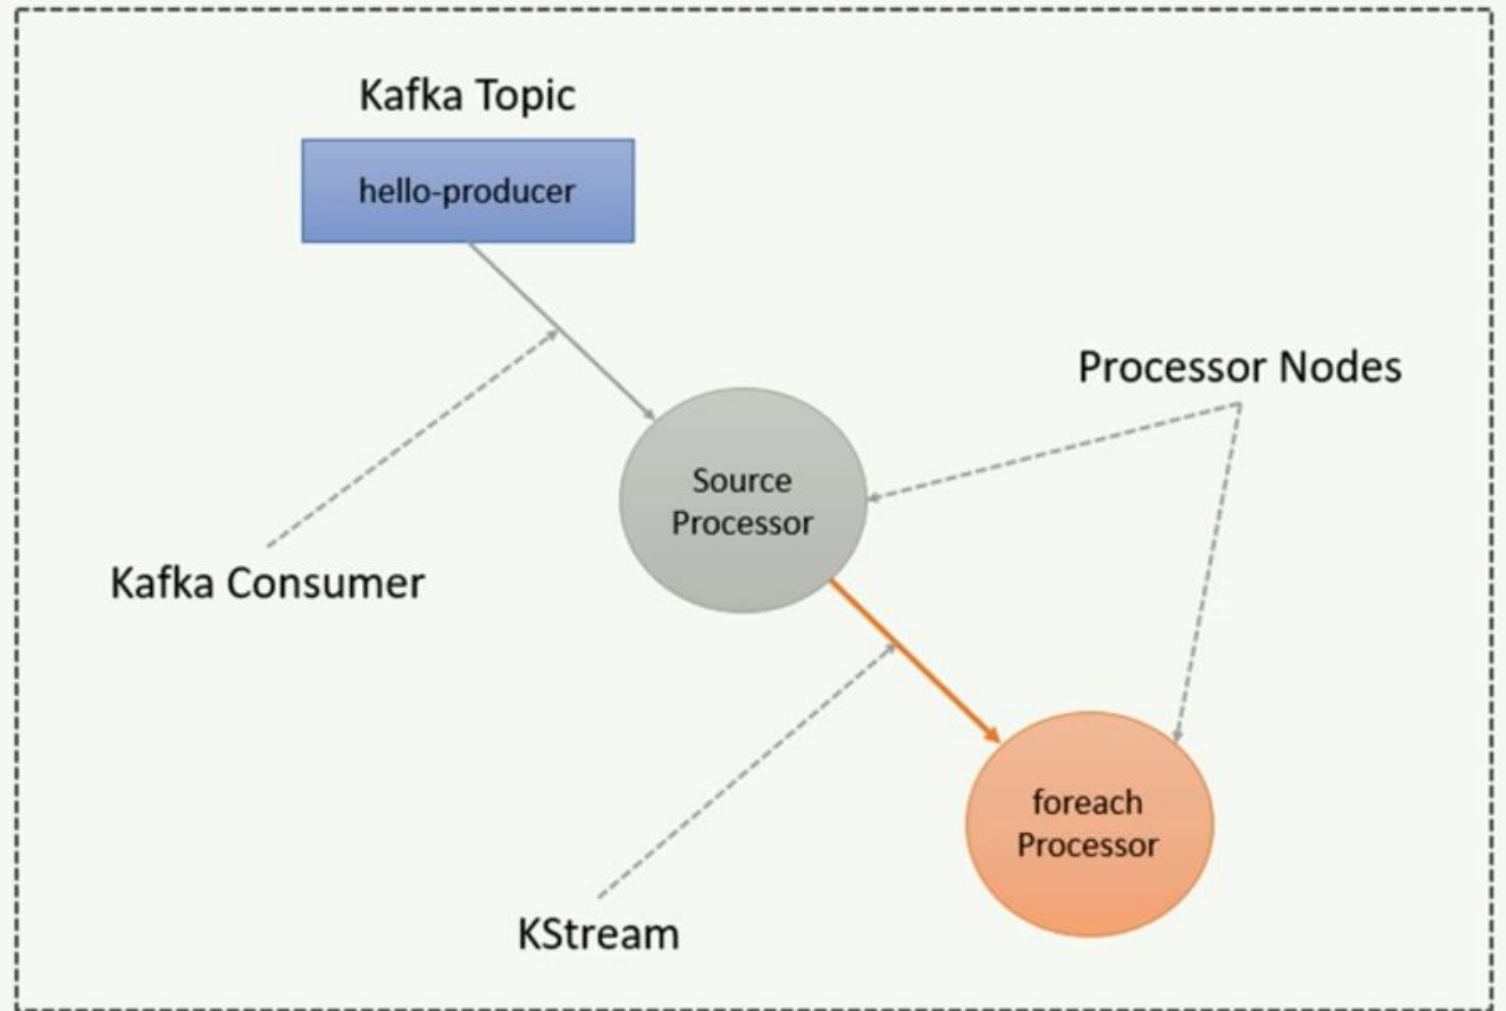 Kafka Topic
hello-producer
Processor Nodes
Source
Processor
Kafka Consumer
foreach
Processor
KStream